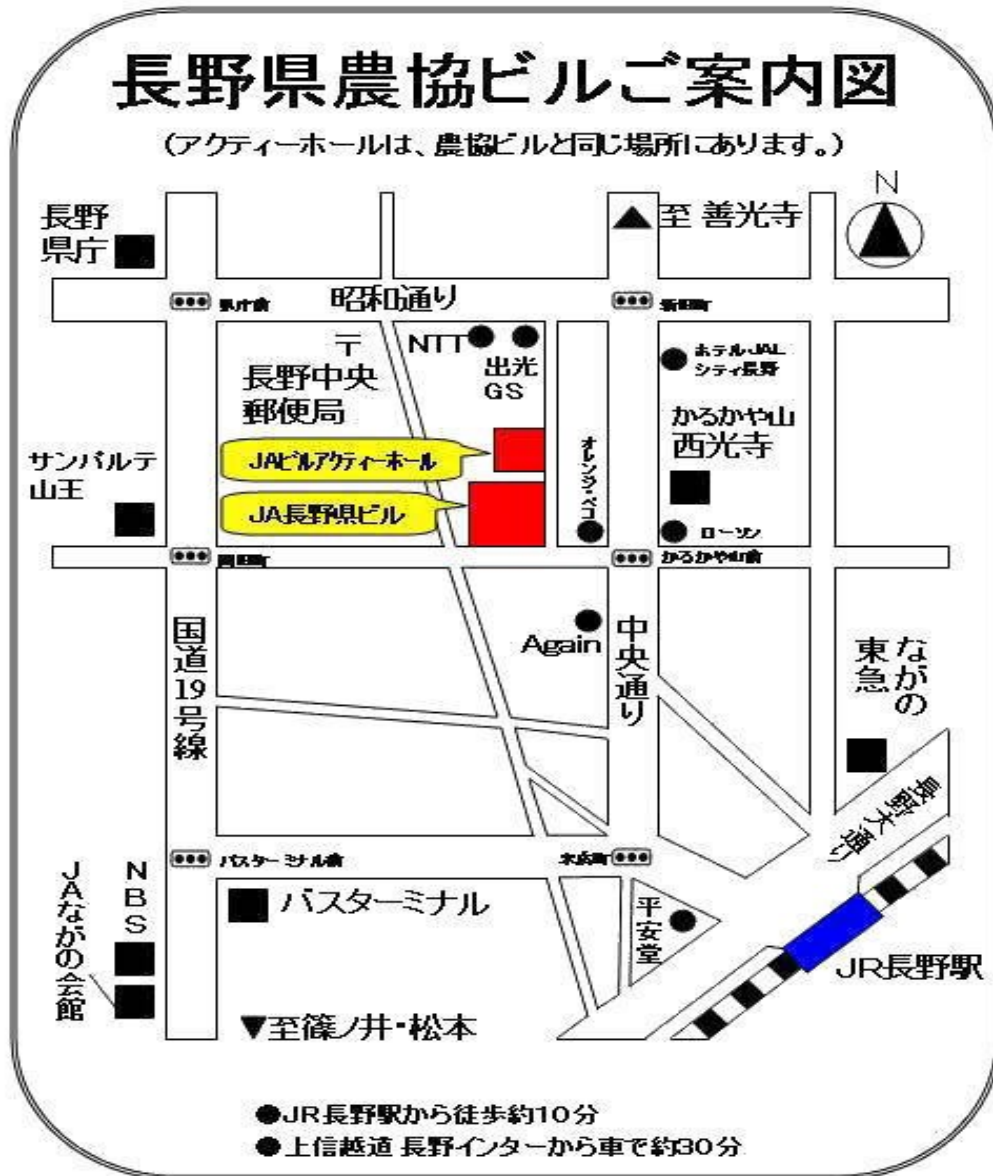 長野県農協ビルご案内図
(アクティーホールは、農協ビルと同じ場所にあります。)
N
長野
県庁
至 善光寺
県庁前
昭和通り
新田町
〒
長野中央
郵便局
NTT
出光
GS
ホテルJAL
シティ長野
かるかや山
西光寺
サンパルテ
山王
JAビルアクティーホール
JA長野県ビル
オレンジ・ペコ
ローソン
岡田町
かるかや山前
国道19号線
Again
中央通り
ながの
東急
長野大通り
バスターミナル前
末広町
NBS
JAながの会館
バスターミナル
平安堂
JR長野駅
▼至篠ノ井・松本
●JR長野駅から徒歩約10分
●上信越道 長野インターから車で約30分